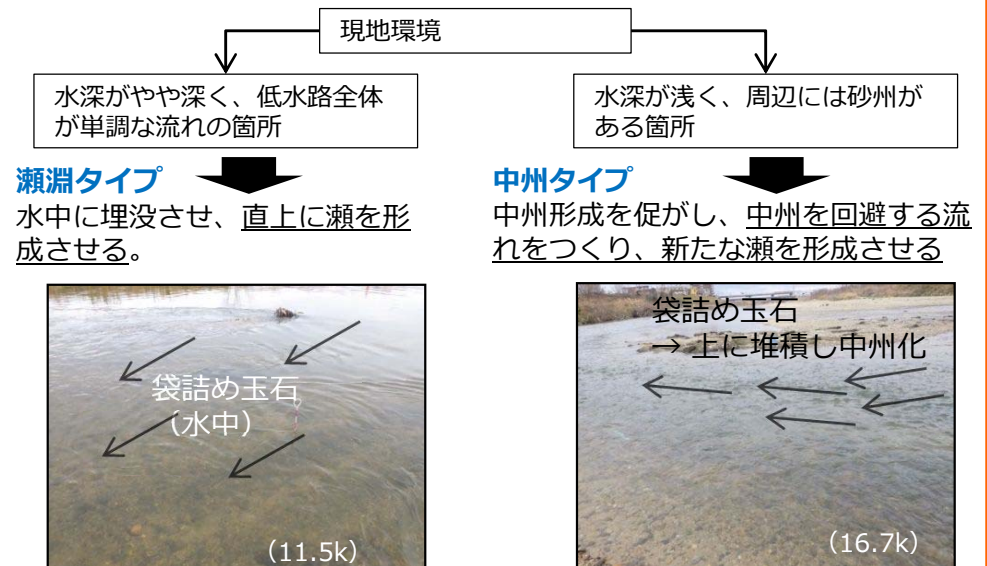 現地環境
水深がやや深く、低水路全体
が単調な流れの箇所
瀬淵タイプ
水中に埋没させ、直上に瀬を形
成させる。
袋詰め玉石
（水中）
（11.5k）
水深が浅く、周辺には砂州が
ある箇所
中州タイプ
中州形成を促がし、中州を回避する流
れをつくり、新たな瀬を形成させる
袋詰め玉石
→ 上に堆積し中州化
（16.7k）